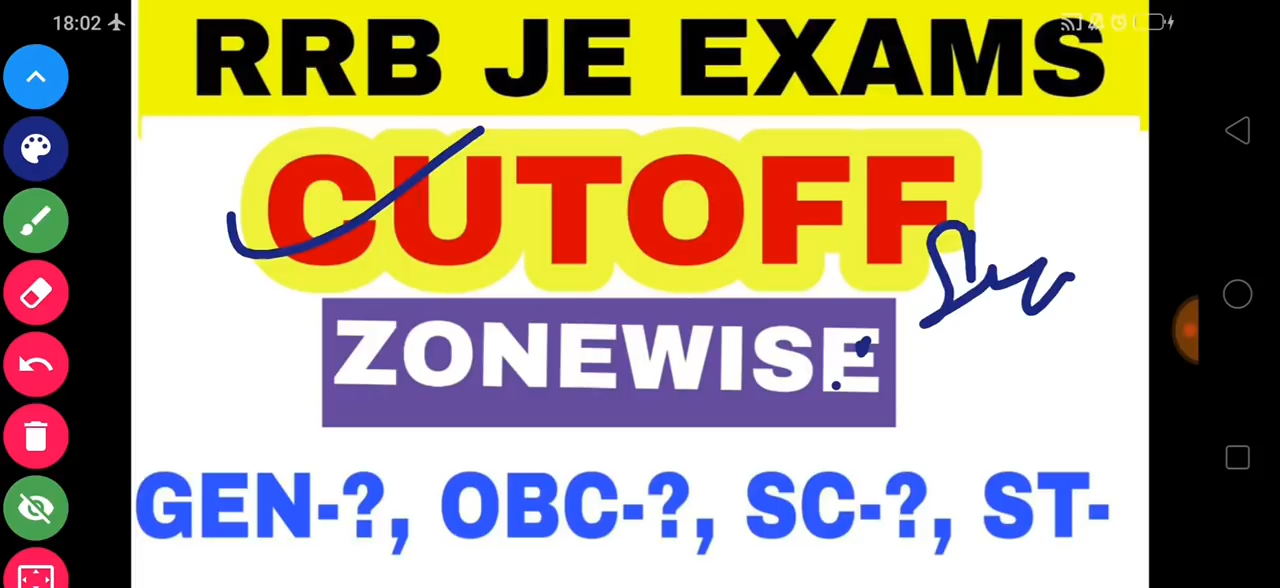 18:02
RRB JE EXAMS
CUTOFF
ZONEWISE
GEN-?, OBC-?, SC-?, ST-